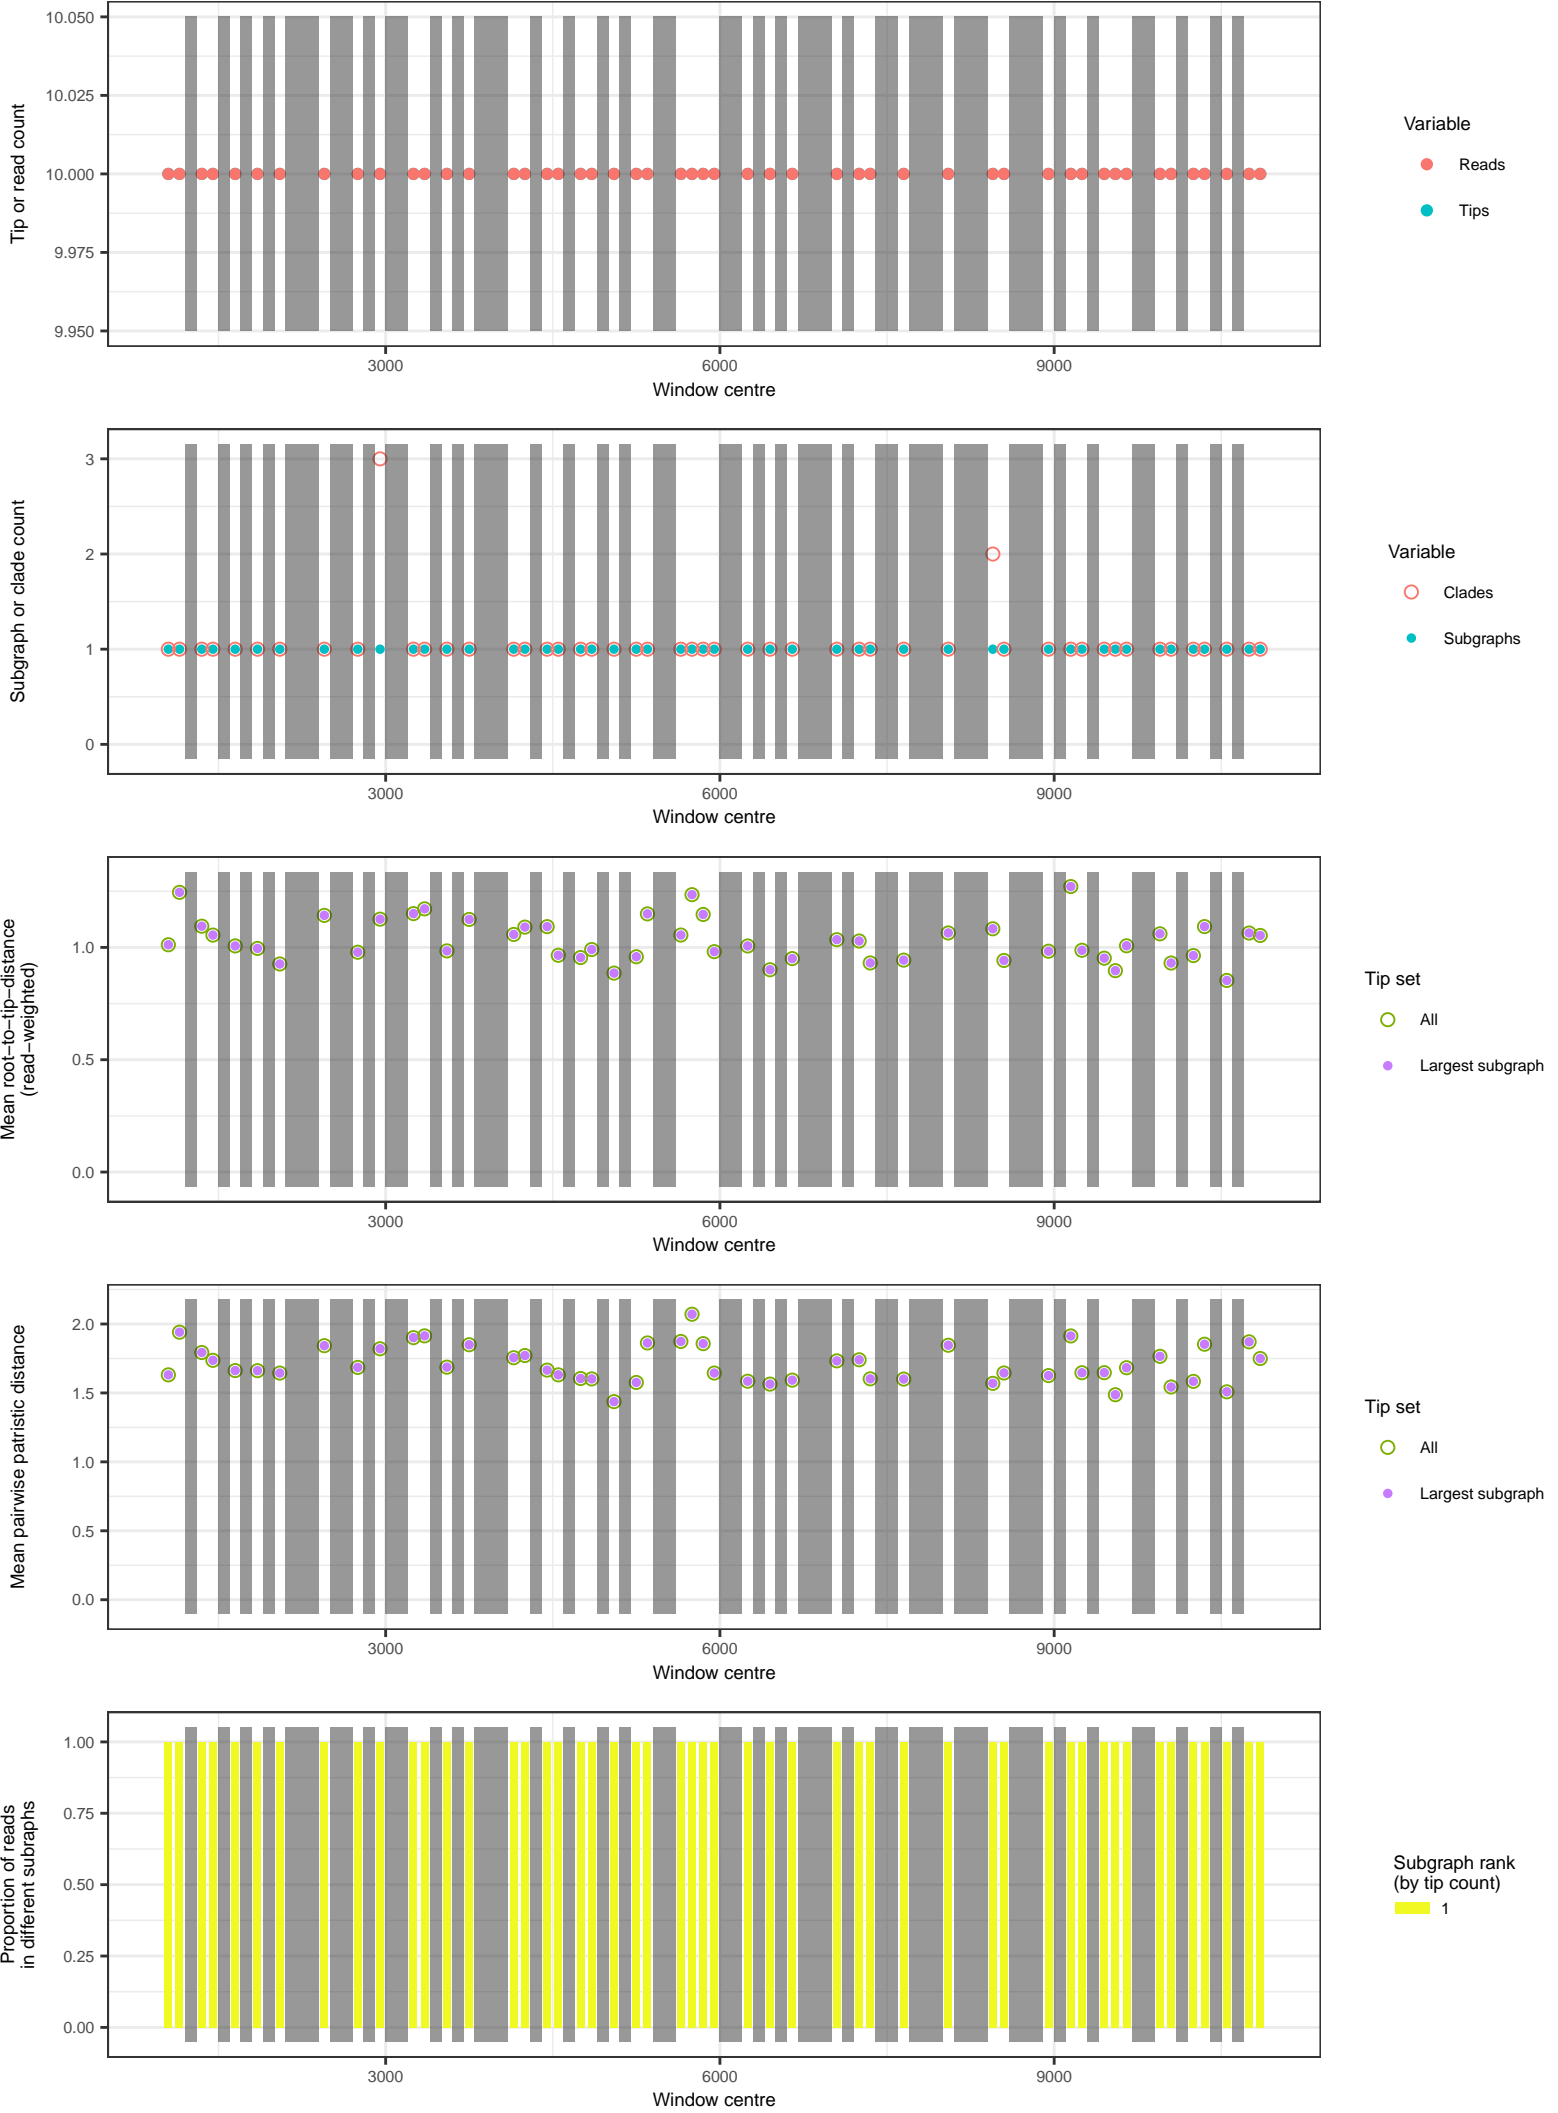 10.050
10.025
10.000
9.975
9.950
Tip or read count
3000
6000
9000
Window centre
Variable
Reads
Tips
3
2
1
0
Subgraph or clade count
3000
6000
9000
Window centre
Variable
Clades
Subgraphs
1.0
0.5
0.0
Mean root−to−tip−distance
(read−weighted)
3000
6000
9000
Window centre
Tip set
All
Largest subgraph
2.0
1.5
1.0
0.5
0.0
Mean pairwise patristic distance
3000
6000
9000
Window centre
Tip set
All
Largest subgraph
1.00
0.75
0.50
0.25
0.00
Proportion of reads
in different subraphs
3000
6000
9000
Window centre
Subgraph rank
(by tip count)
1